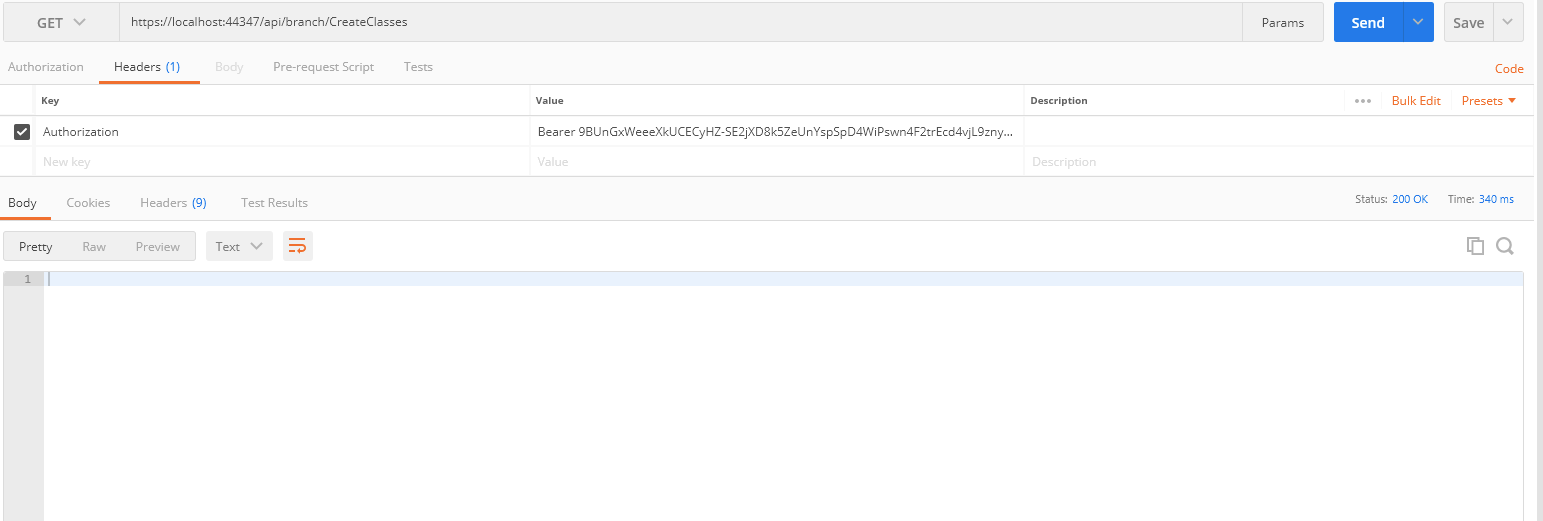 GET https://localhost:44347/api/branch/CreateClasses Params Send Save
Authorization Headers (1) Body Pre-request Script Tests Code
Key Value Description ••• Bulk Edit Presets
Authorization Bearer 9BUnGxWeeeXkUCECyHZ-SE2jXD8k5ZeUnYspSpD4WiPswn4F2trEcd4vjL9zny...
New key Value Description
Body Cookies Headers (9) Test Results Status: 200 OK Time: 340 ms
Pretty Raw Preview Text
1